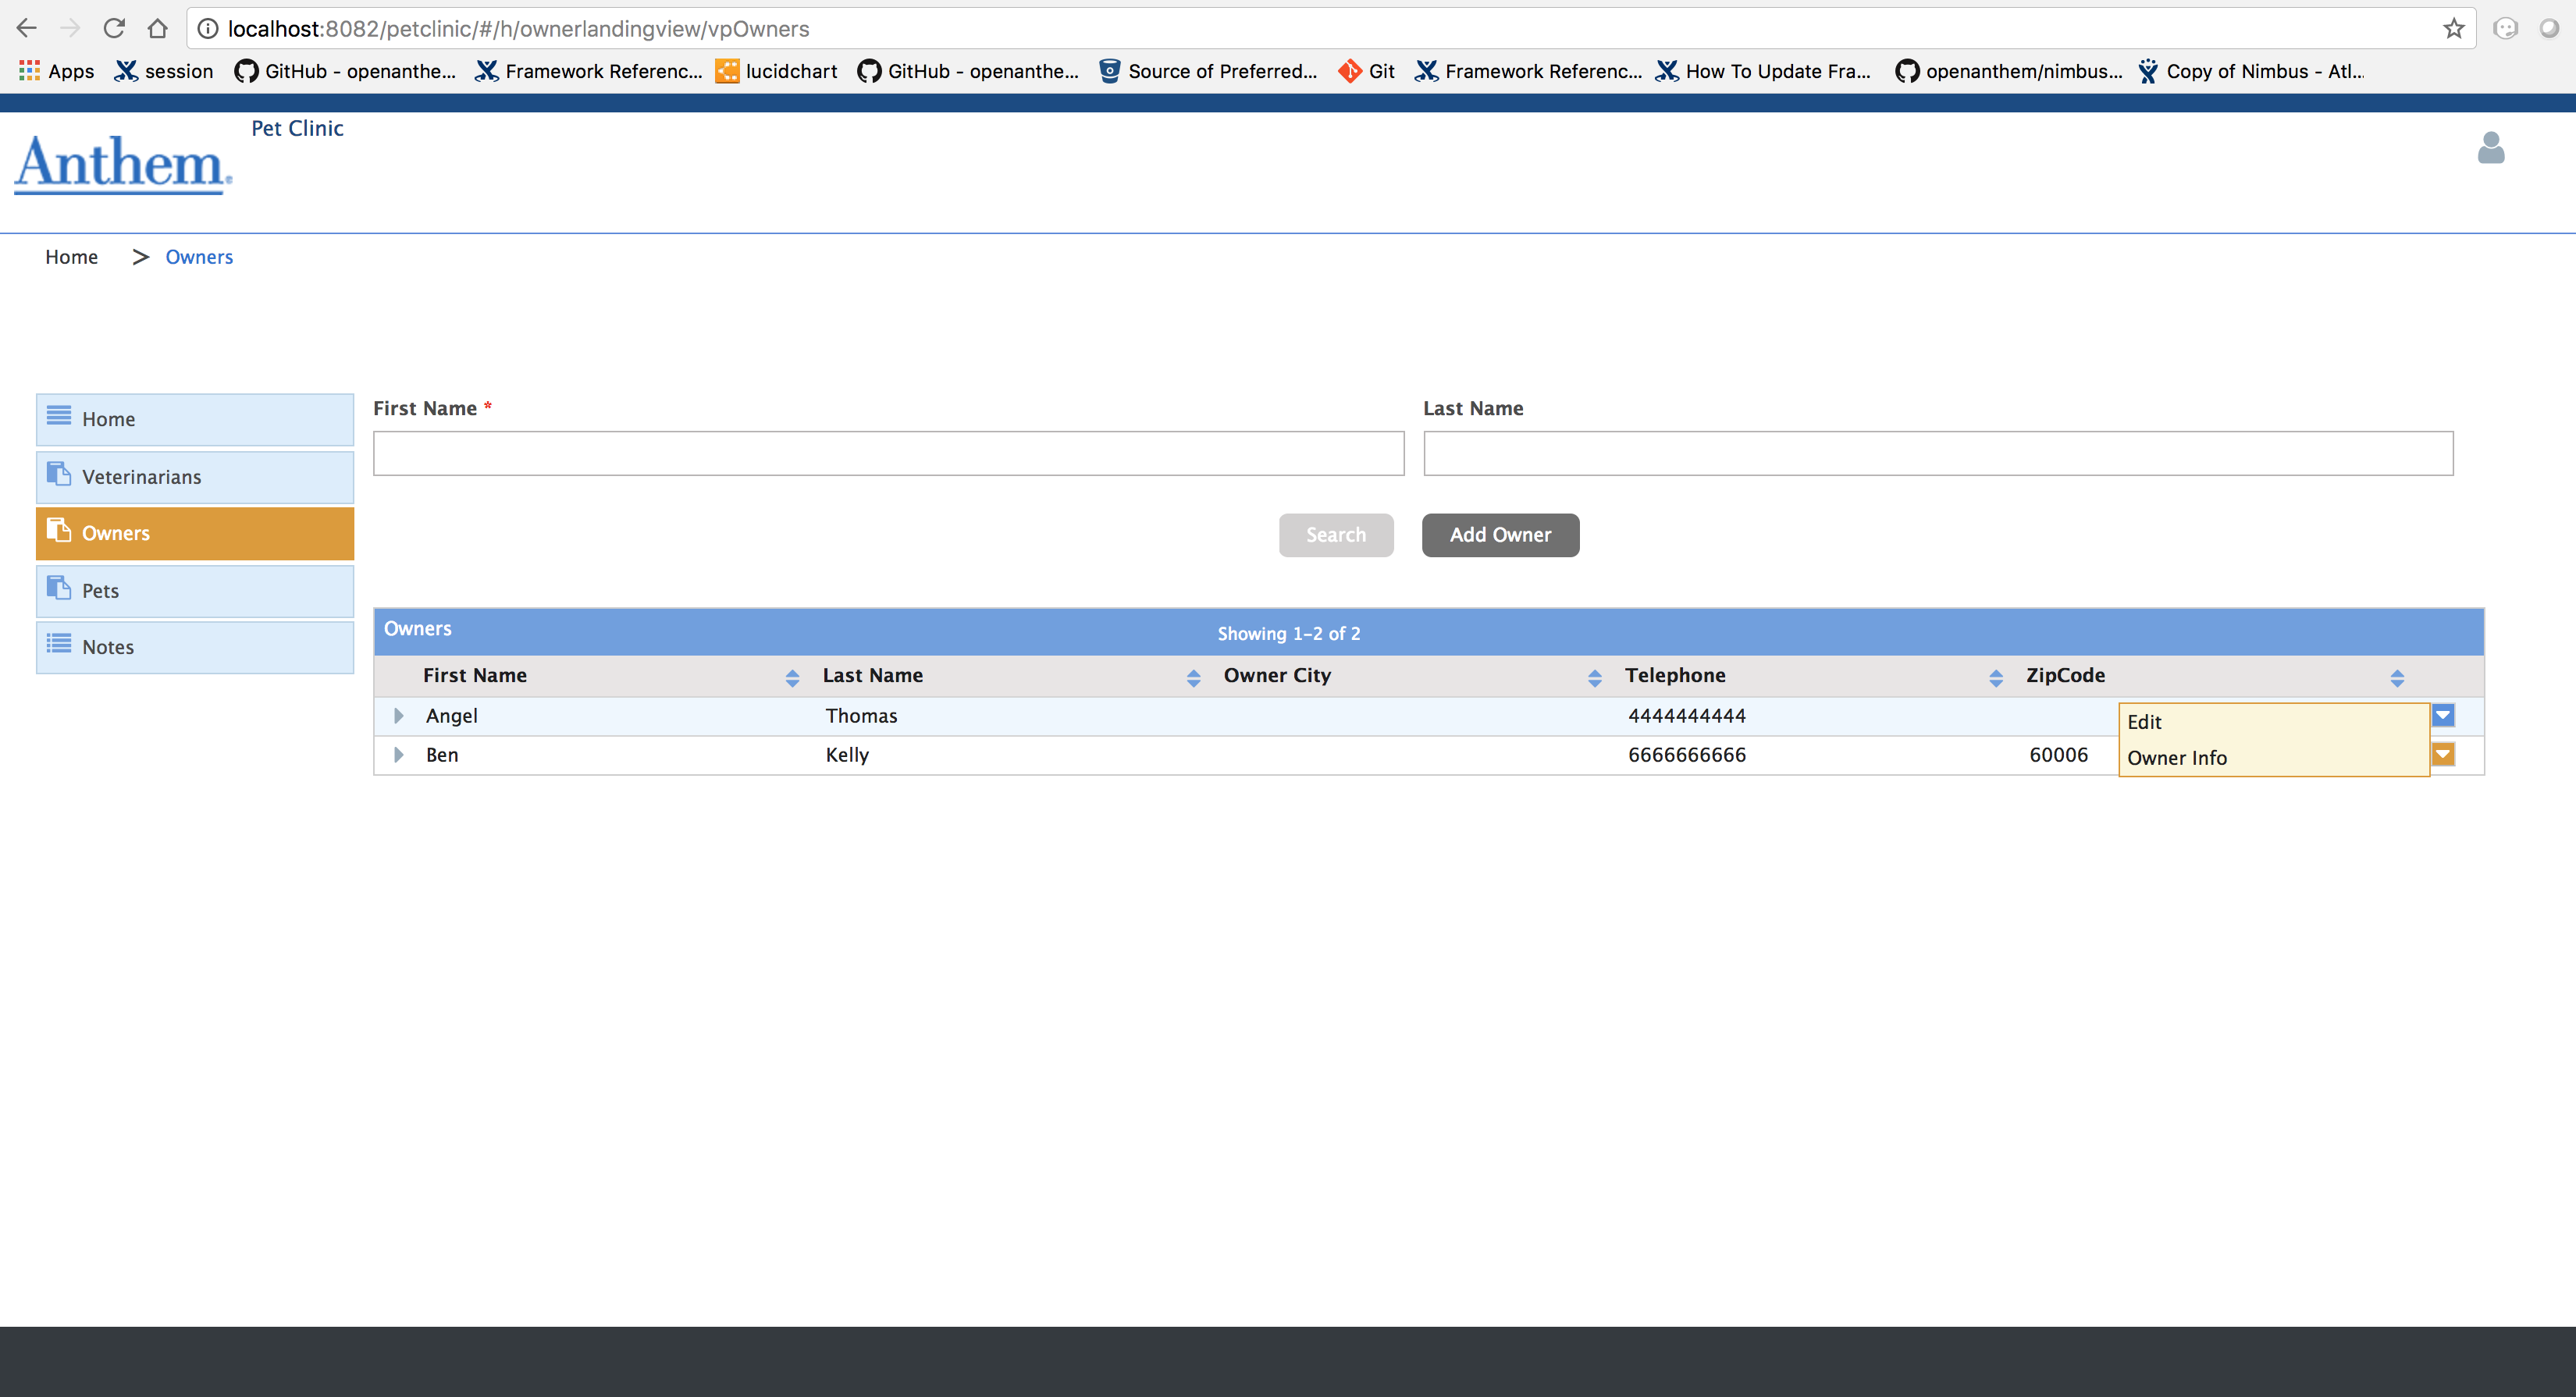 localhost:8082/petclinic/#/h/ownerlandingview/vpOwners
Apps session GitHub - openanthe... Framework Referenc... lucidchart GitHub - openanthe... Source of Preferred... Git Framework Referenc... How To Update Fra... openanthem/nimbus... Copy of Nimbus - Atl...
Pet Clinic
Anthem®
Home > Owners
Home
Veterinarians
Owners
Pets
Notes
First Name * Last Name
Search Add Owner
Owners Showing 1-2 of 2
First Name Last Name Owner City Telephone ZipCode
Angel Thomas 4444444444
Ben Kelly 6666666666 60006
Edit
Owner Info